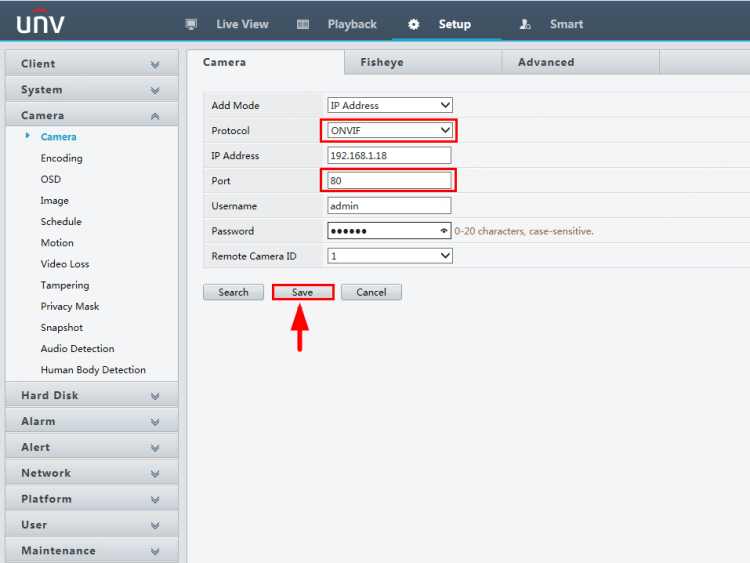 unv
Live View Playback Setup Smart
Client
System
Camera
Camera
Encoding
OSD
Image
Schedule
Motion
Video Loss
Tampering
Privacy Mask
Snapshot
Audio Detection
Human Body Detection
Hard Disk
Alarm
Alert
Network
Platform
User
Maintenance
Camera Fisheye Advanced
Add Mode IP Address
Protocol ONVIF
IP Address 192.168.1.18
Port 80
Username admin
Password ●●●●●● 0-20 characters, case-sensitive.
Remote Camera ID 1
Search Save Cancel